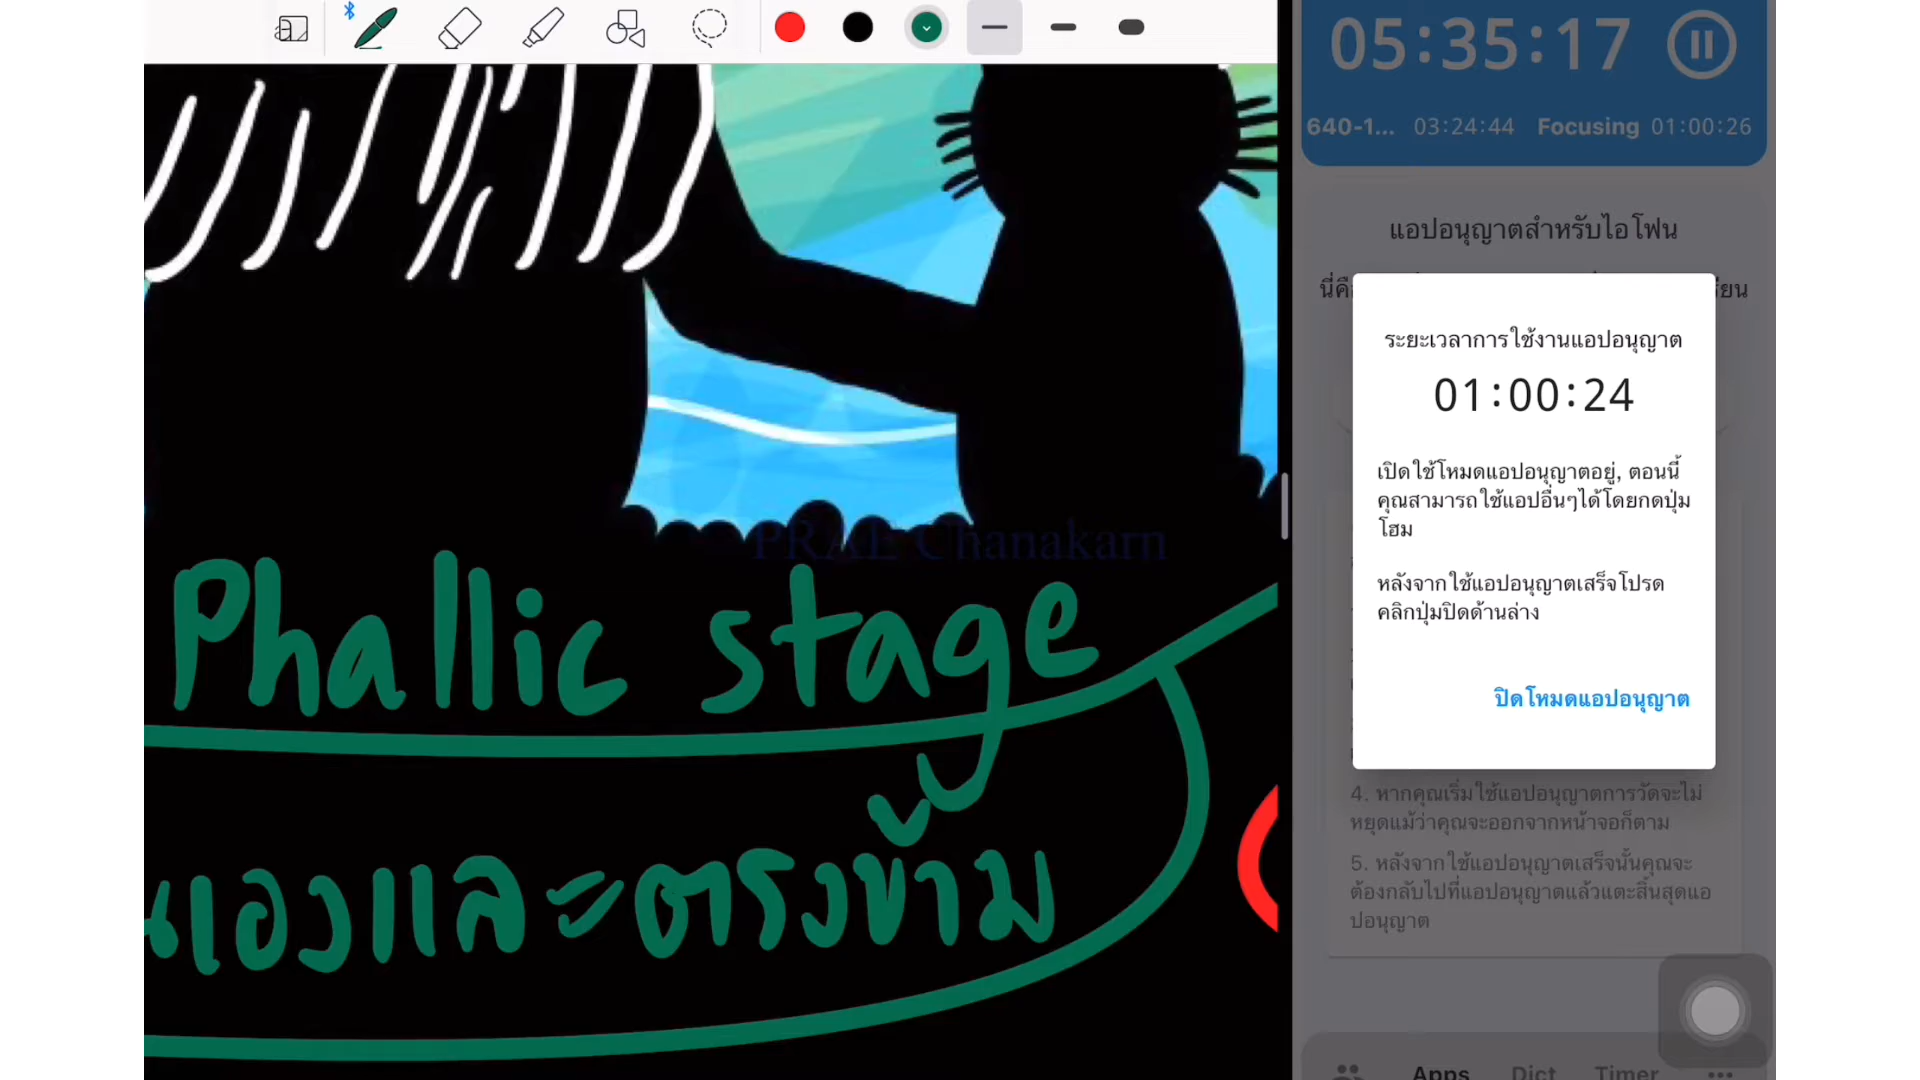 05:35:17
640-1... 03:24:44 Focusing 01:00:26
แอปอนุญาตสำหรับไอโฟน
นี่คื
รียน
ระยะเวลาการใช้งานแอปอนุญาต
01:00:24
เปิดใช้โหมดแอปอนุญาตอยู่, ตอนนี้
คุณสามารถใช้แอปอื่นๆได้โดยกดปุ่ม
โฮม
หลังจากใช้แอปอนุญาตเสร็จโปรด
คลิกปุ่มปิดด้านล่าง
ปิดโหมดแอปอนุญาต
4. หากคุณเริ่มใช้แอปอนุญาตการวัดจะไม่
หยุดแม้ว่าคุณจะออกจากหน้าจอก็ตาม
5. หลังจากใช้แอปอนุญาตเสร็จนั้นคุณจะ
ต้องกลับไปที่แอปอนุญาตแล้วแตะสิ้นสุดแอ
ปอนุญาต
Apps Dict Timer
PRAE Chanakarn
Phallic stage
นเองและตรงข้าม